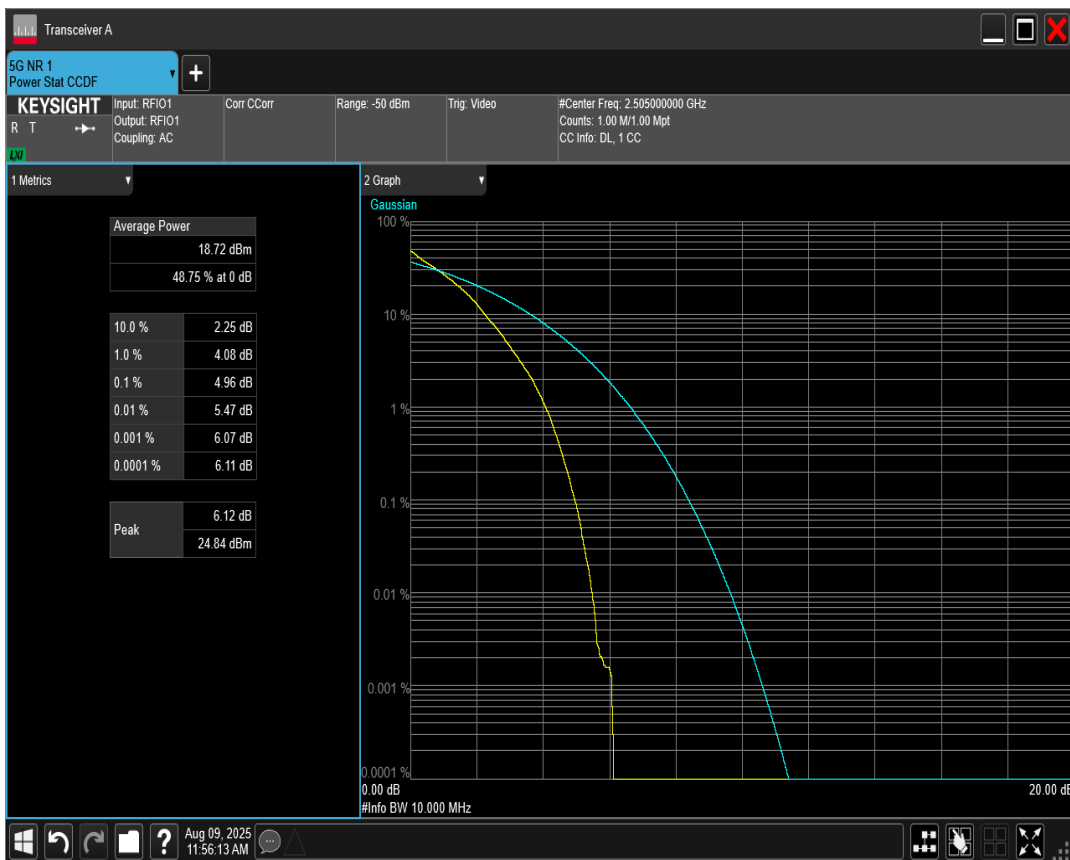 Transceiver A
5G NR 1
Power Stat CCDF
+
KEYSIGHT
R T
LXI
Input: RFIO1
Output: RFIO1
Coupling: AC
Corr CCorr
Range: -50 dBm
Trig: Video
#Center Freq: 2.505000000 GHz
Counts: 1.00 M/1.00 Mpt
CC Info: DL, 1 CC
1 Metrics
Average Power
18.72 dBm
48.75 % at 0 dB
10.0 % 2.25 dB
1.0 % 4.08 dB
0.1 % 4.96 dB
0.01 % 5.47 dB
0.001 % 6.07 dB
0.0001 % 6.11 dB
Peak
6.12 dB
24.84 dBm
2 Graph
Gaussian
100 %
10 %
1 %
0.1 %
0.01 %
0.001 %
0.0001 %
0.00 dB 20.00 dB
#Info BW 10.000 MHz
?
Aug 09, 2025
11:56:13 AM